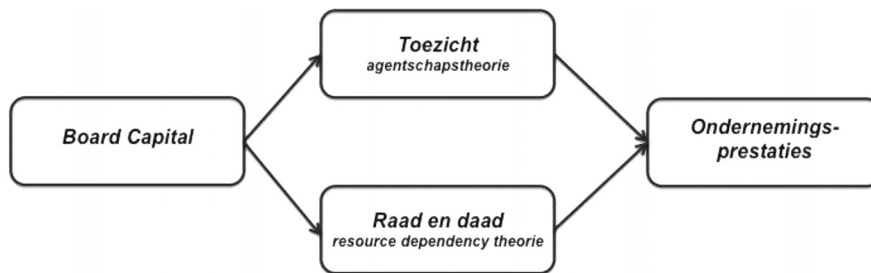 Toezicht
agentschapstheorie
Board Capital
Ondernemings-
prestaties
Raad en daad
resource dependency theorie